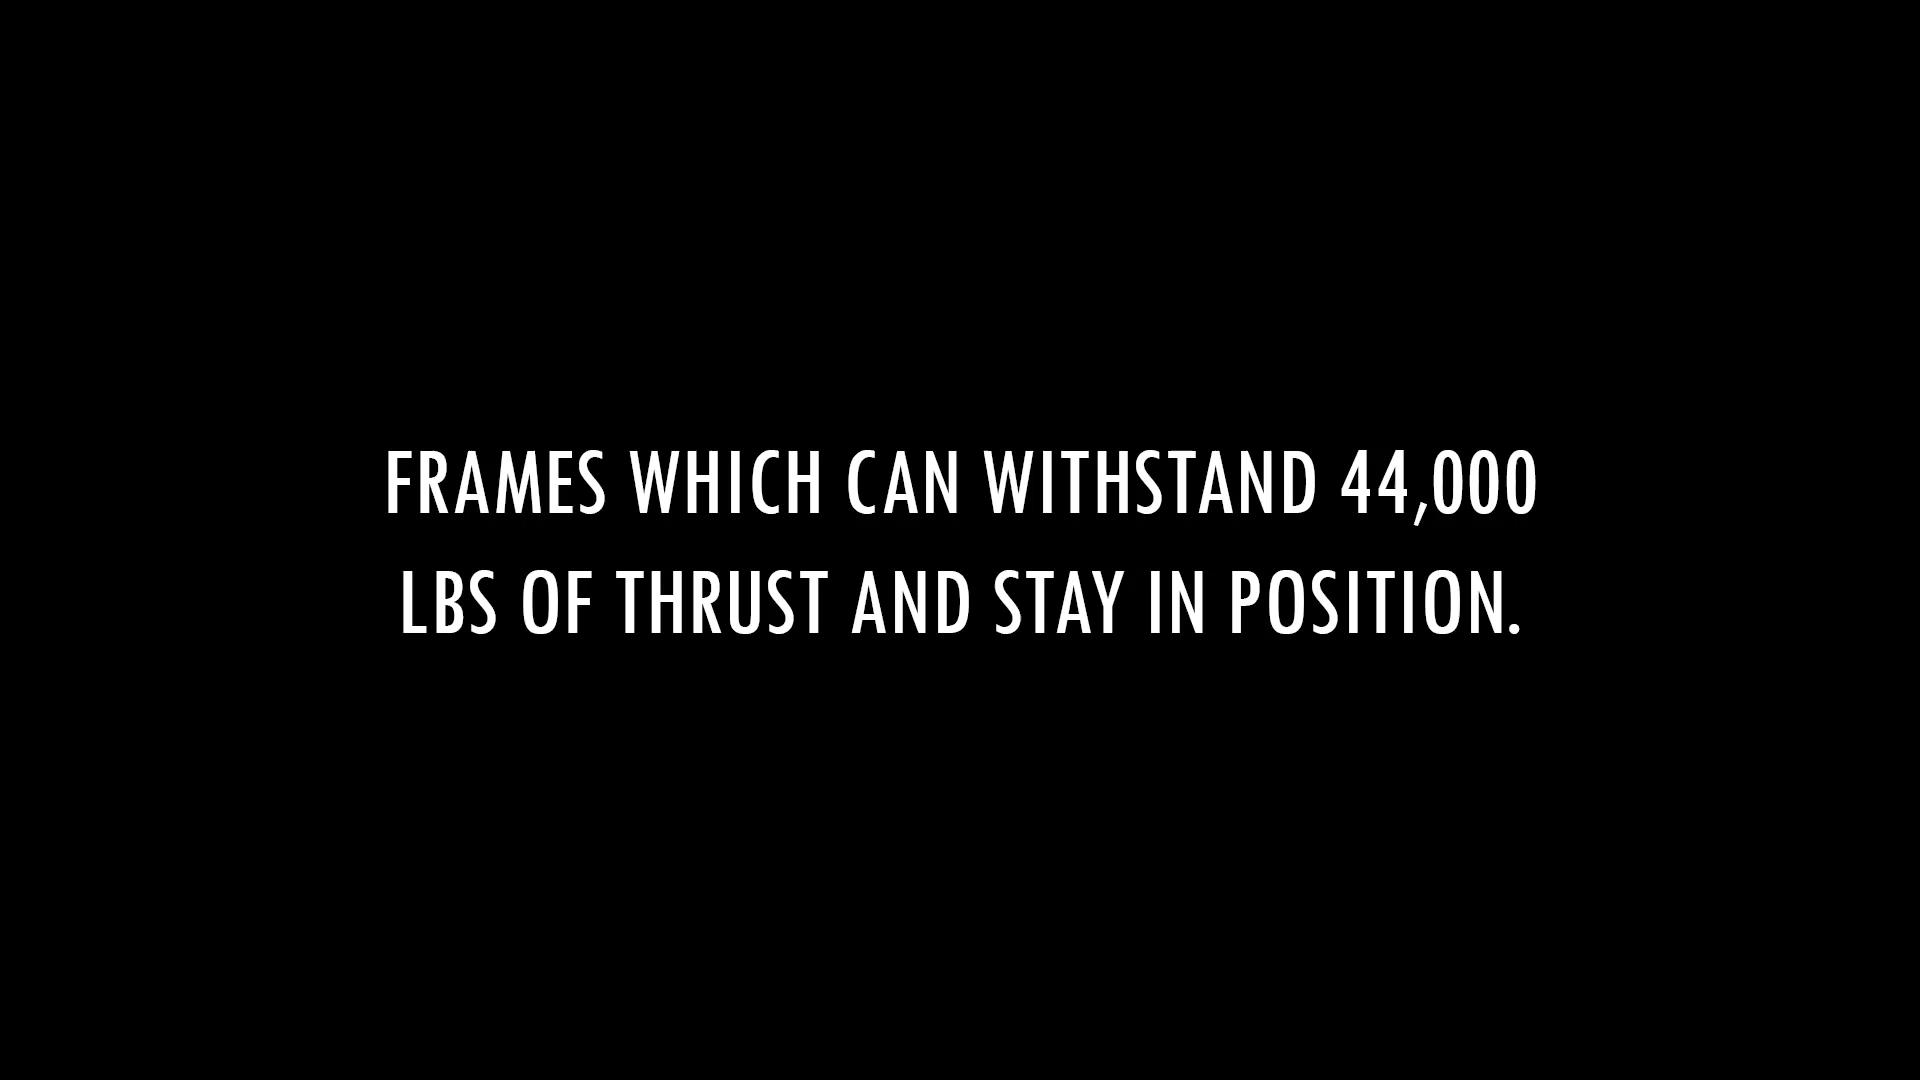 FRAMES WHICH CAN WITHSTAND 44,000
LBS OF THRUST AND STAY IN POSITION.